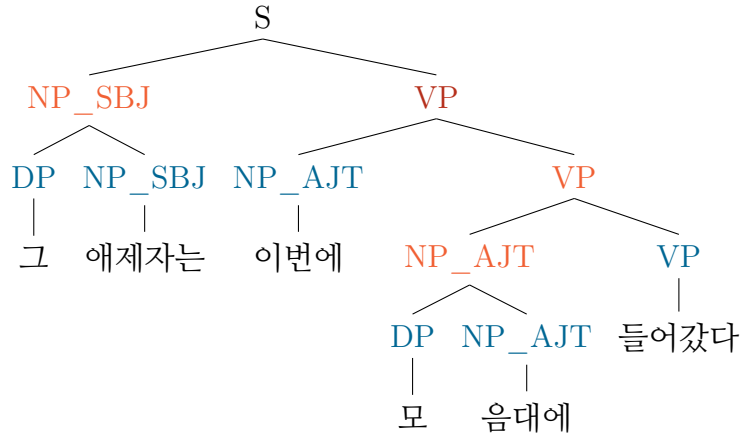 S
NP_SBJ VP
DP NP_SBJ NP_AJT VP
그 애제자는 이번에 NP_AJT VP
DP NP_AJT 들어갔다
모 음대에